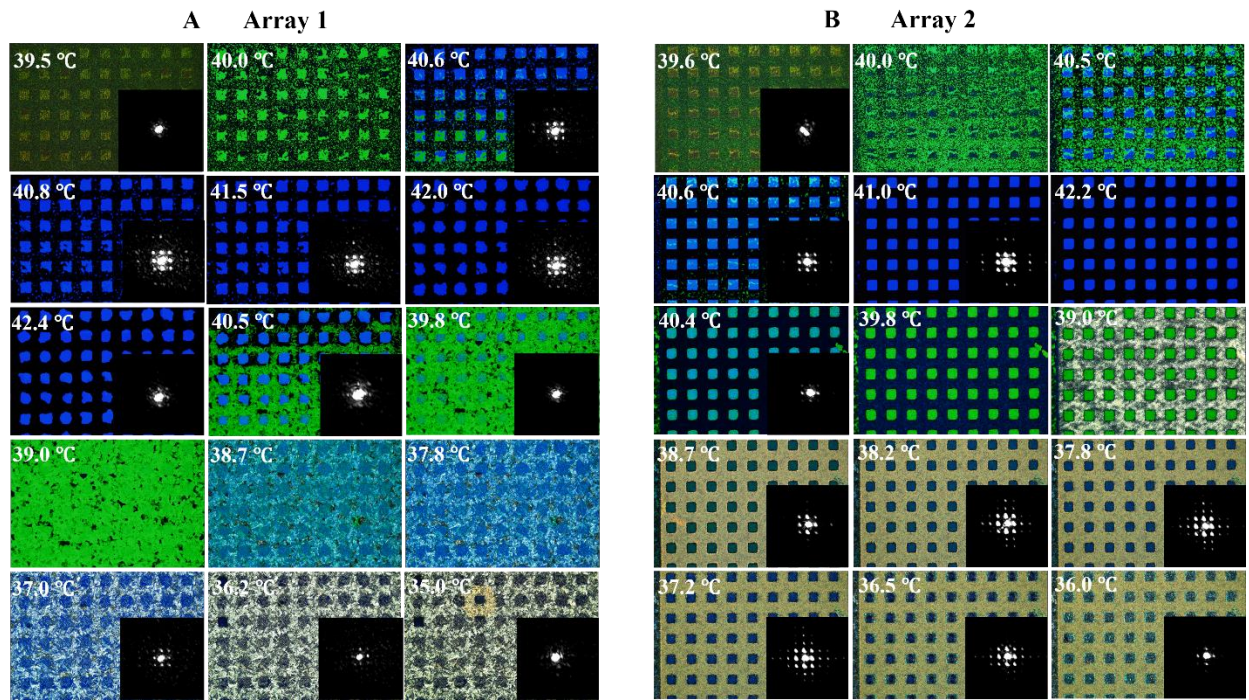 A Array 1
B Array 2
39.5 ℃ 40.0 ℃ 40.6 ℃
40.8 ℃ 41.5 ℃ 42.0 ℃
42.4 ℃ 40.5 ℃ 39.8 ℃
39.0 ℃ 38.7 ℃ 37.8 ℃
37.0 ℃ 36.2 ℃ 35.0 ℃
39.6 ℃ 40.0 ℃ 40.5 ℃
40.6 ℃ 41.0 ℃ 42.2 ℃
40.4 ℃ 39.8 ℃ 39.0 ℃
38.7 ℃ 38.2 ℃ 37.8 ℃
37.2 ℃ 36.5 ℃ 36.0 ℃